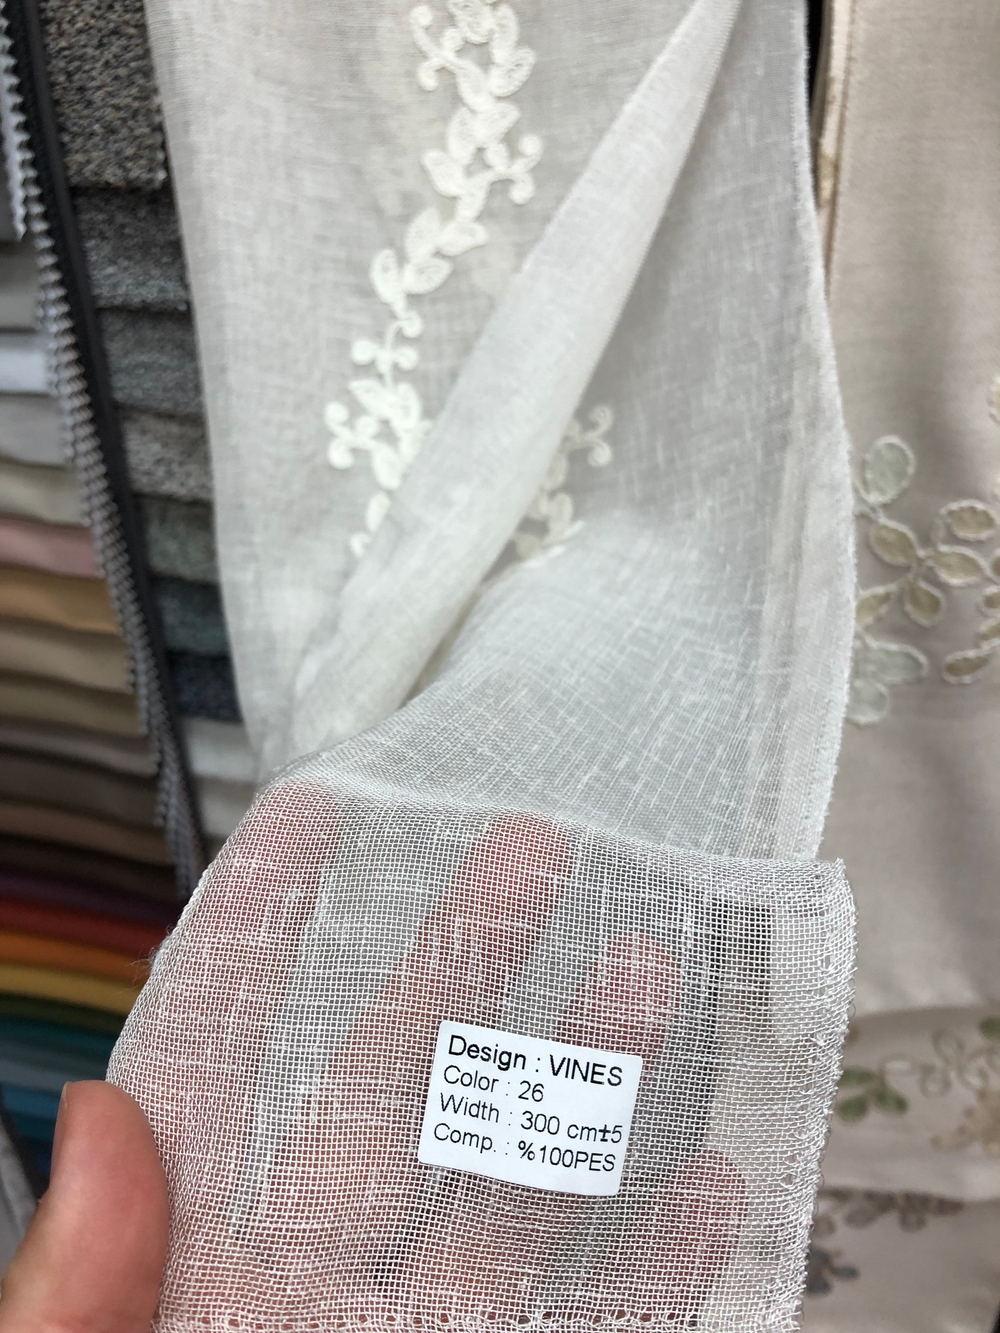 Design : VINES
Color : 26
Width : 300 cm±5
Comp. : %100PES